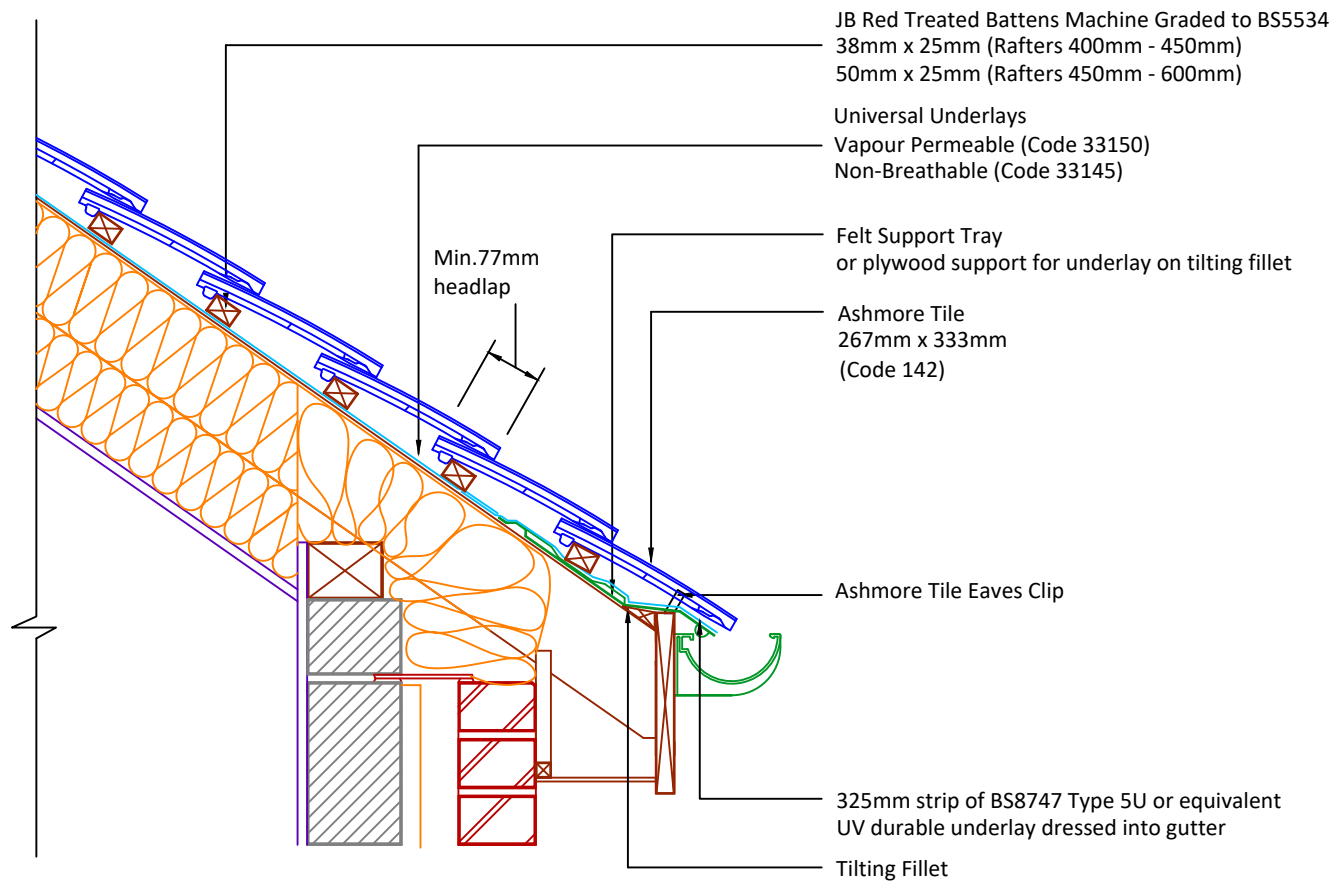 JB Red Treated Battens Machine Graded to BS5534
38mm x 25mm (Rafters 400mm - 450mm)
50mm x 25mm (Rafters 450mm - 600mm)
Universal Underlays
Vapour Permeable (Code 33150)
Non-Breathable (Code 33145)
Felt Support Tray
or plywood support for underlay on tilting fillet
Min.77mm
headlap
Ashmore Tile
267mm x 333mm
(Code 142)
Ashmore Tile Eaves Clip
325mm strip of BS8747 Type 5U or equivalent
UV durable underlay dressed into gutter
Tilting Fillet